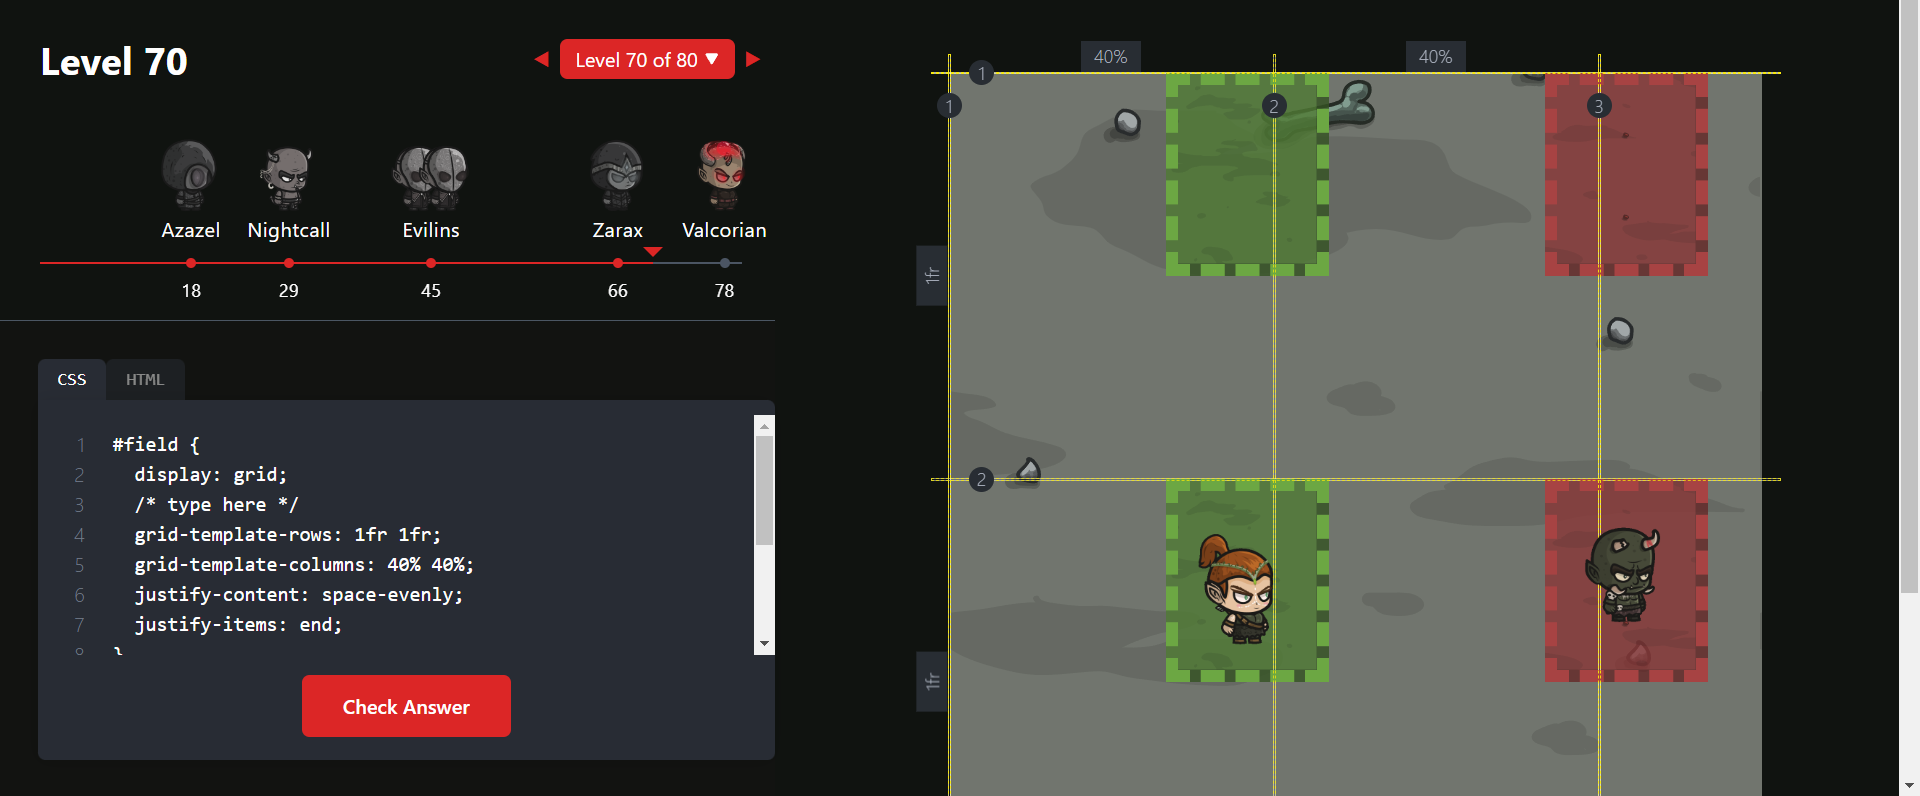 Level 70
Level 70 of 80 ▼
Azazel Nightcall Evilins Zarax Valcorian
18 29 45 66 78
CSS HTML
1 #field {
2 display: grid;
3 /* type here */
4 grid-template-rows: 1fr 1fr;
5 grid-template-columns: 40% 40%;
6 justify-content: space-evenly;
7 justify-items: end;
Check Answer
40% 40%
1
1 2 3
1fr
2
1fr